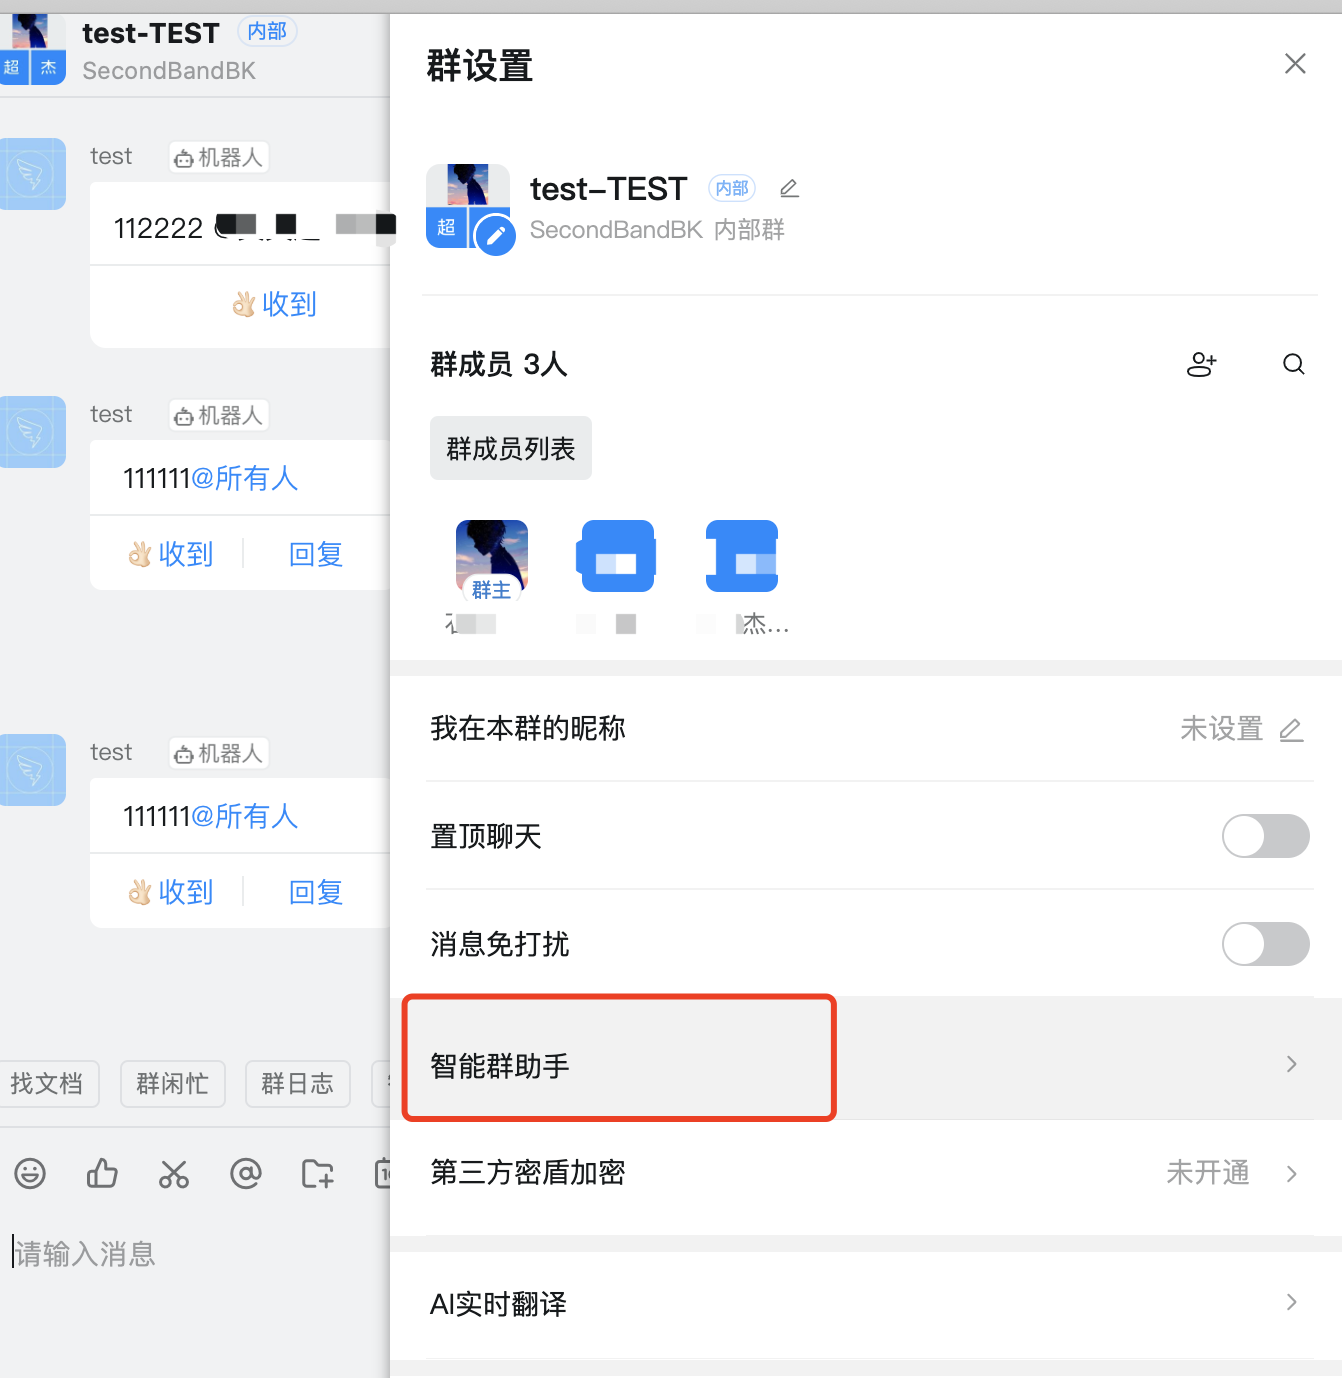 test-TEST 内部
超 杰 SecondBandBK
test 机器人
112222
收到
test 机器人
111111@所有人
收到 回复
test 机器人
111111@所有人
收到 回复
找文档 群闲忙 群日志
请输入消息
群设置
test-TEST 内部
超 SecondBandBK 内部群
群成员 3人
群成员列表
群主
杰...
我在本群的昵称 未设置
置顶聊天
消息免打扰
智能群助手
第三方密盾加密 未开通
AI实时翻译